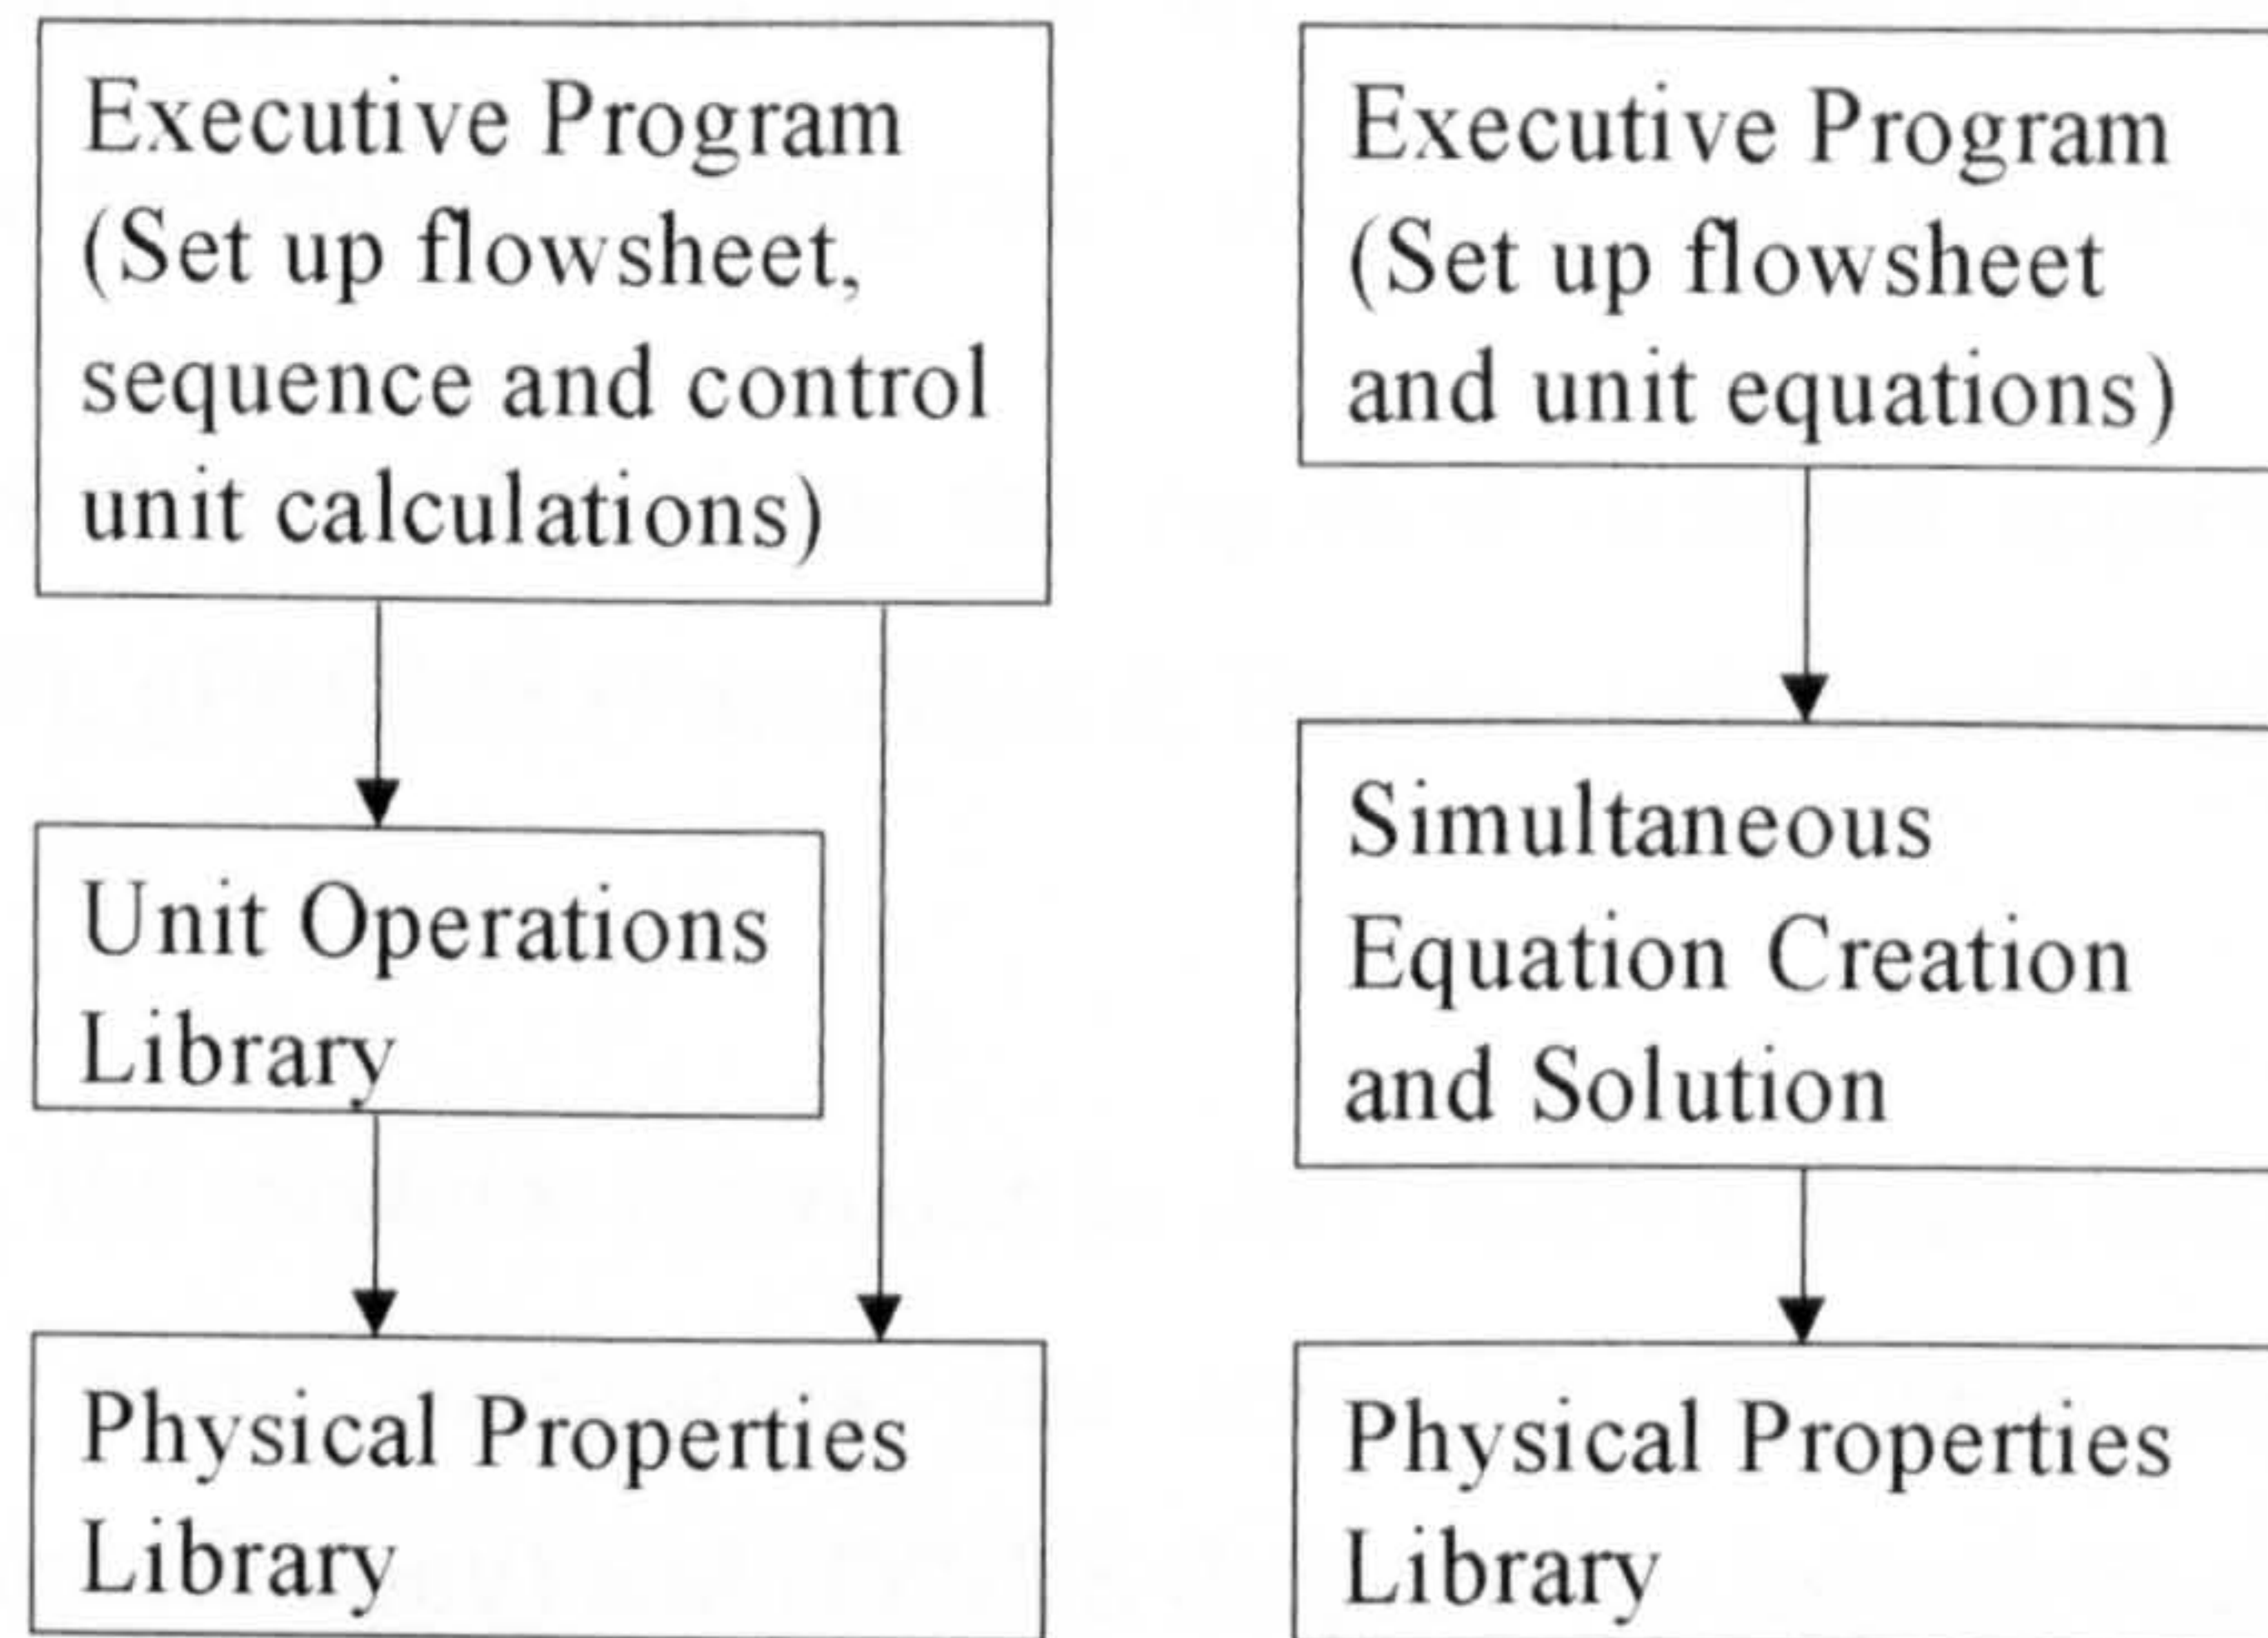 Executive Program
(Set up flowsheet,
sequence and control
unit calculations)
Unit Operations
Library
Physical Properties
Library
Executive Program
(Set up flowsheet
and unit equations)
Simultaneous
Equation Creation
and Solution
Physical Properties
Library